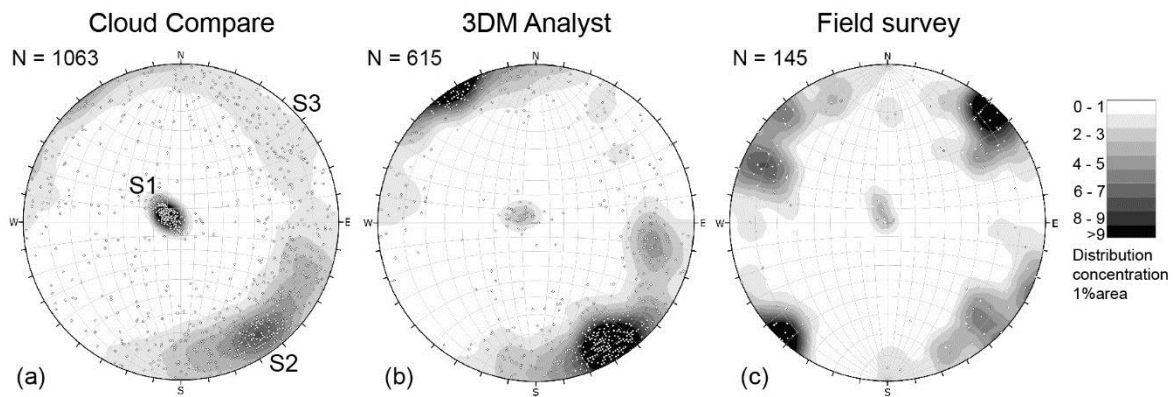 Cloud Compare
3DM Analyst
Field survey
N = 1063
N = 615
N = 145
N
N
N
S3
S1
W
W
E
W
E
S2
S
S
S
(a)
(b)
(c)
0 - 1
2 - 3
4 - 5
6 - 7
8 - 9
>9
Distribution
concentration
1%area